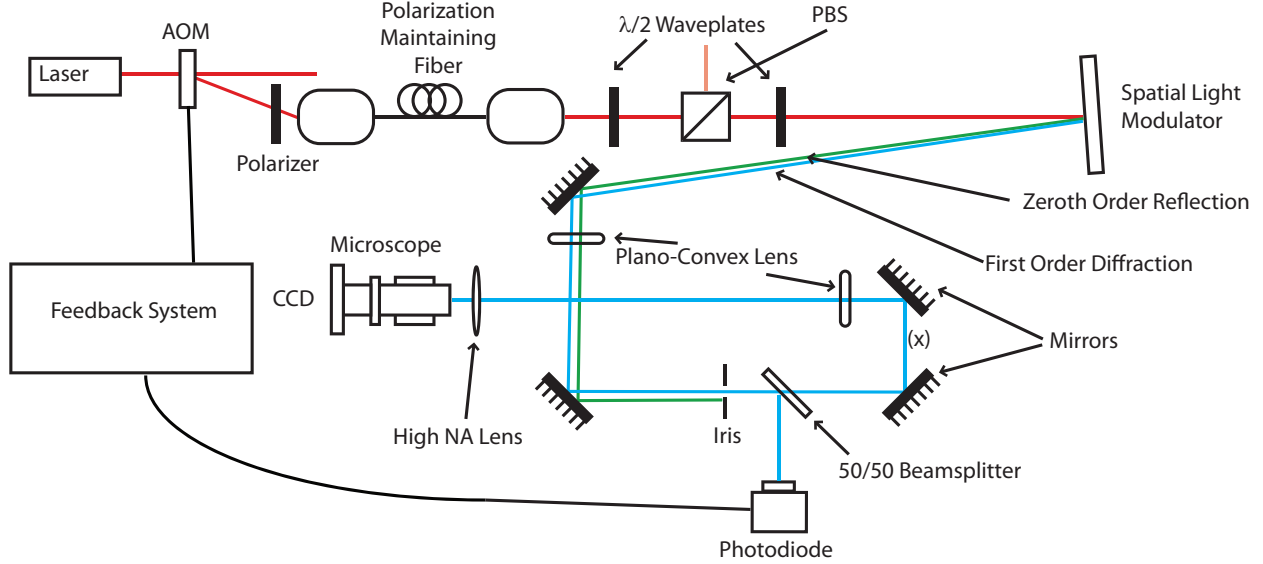 Polarization
Maintaining
Fiber
λ/2 Waveplates
PBS
AOM
Laser
Spatial Light
Modulator
Polarizer
Zeroth Order Reflection
Microscope
Plano-Convex Lens
First Order Diffraction
CCD
Feedback System
(x)
Mirrors
High NA Lens
Iris
50/50 Beamsplitter
Photodiode